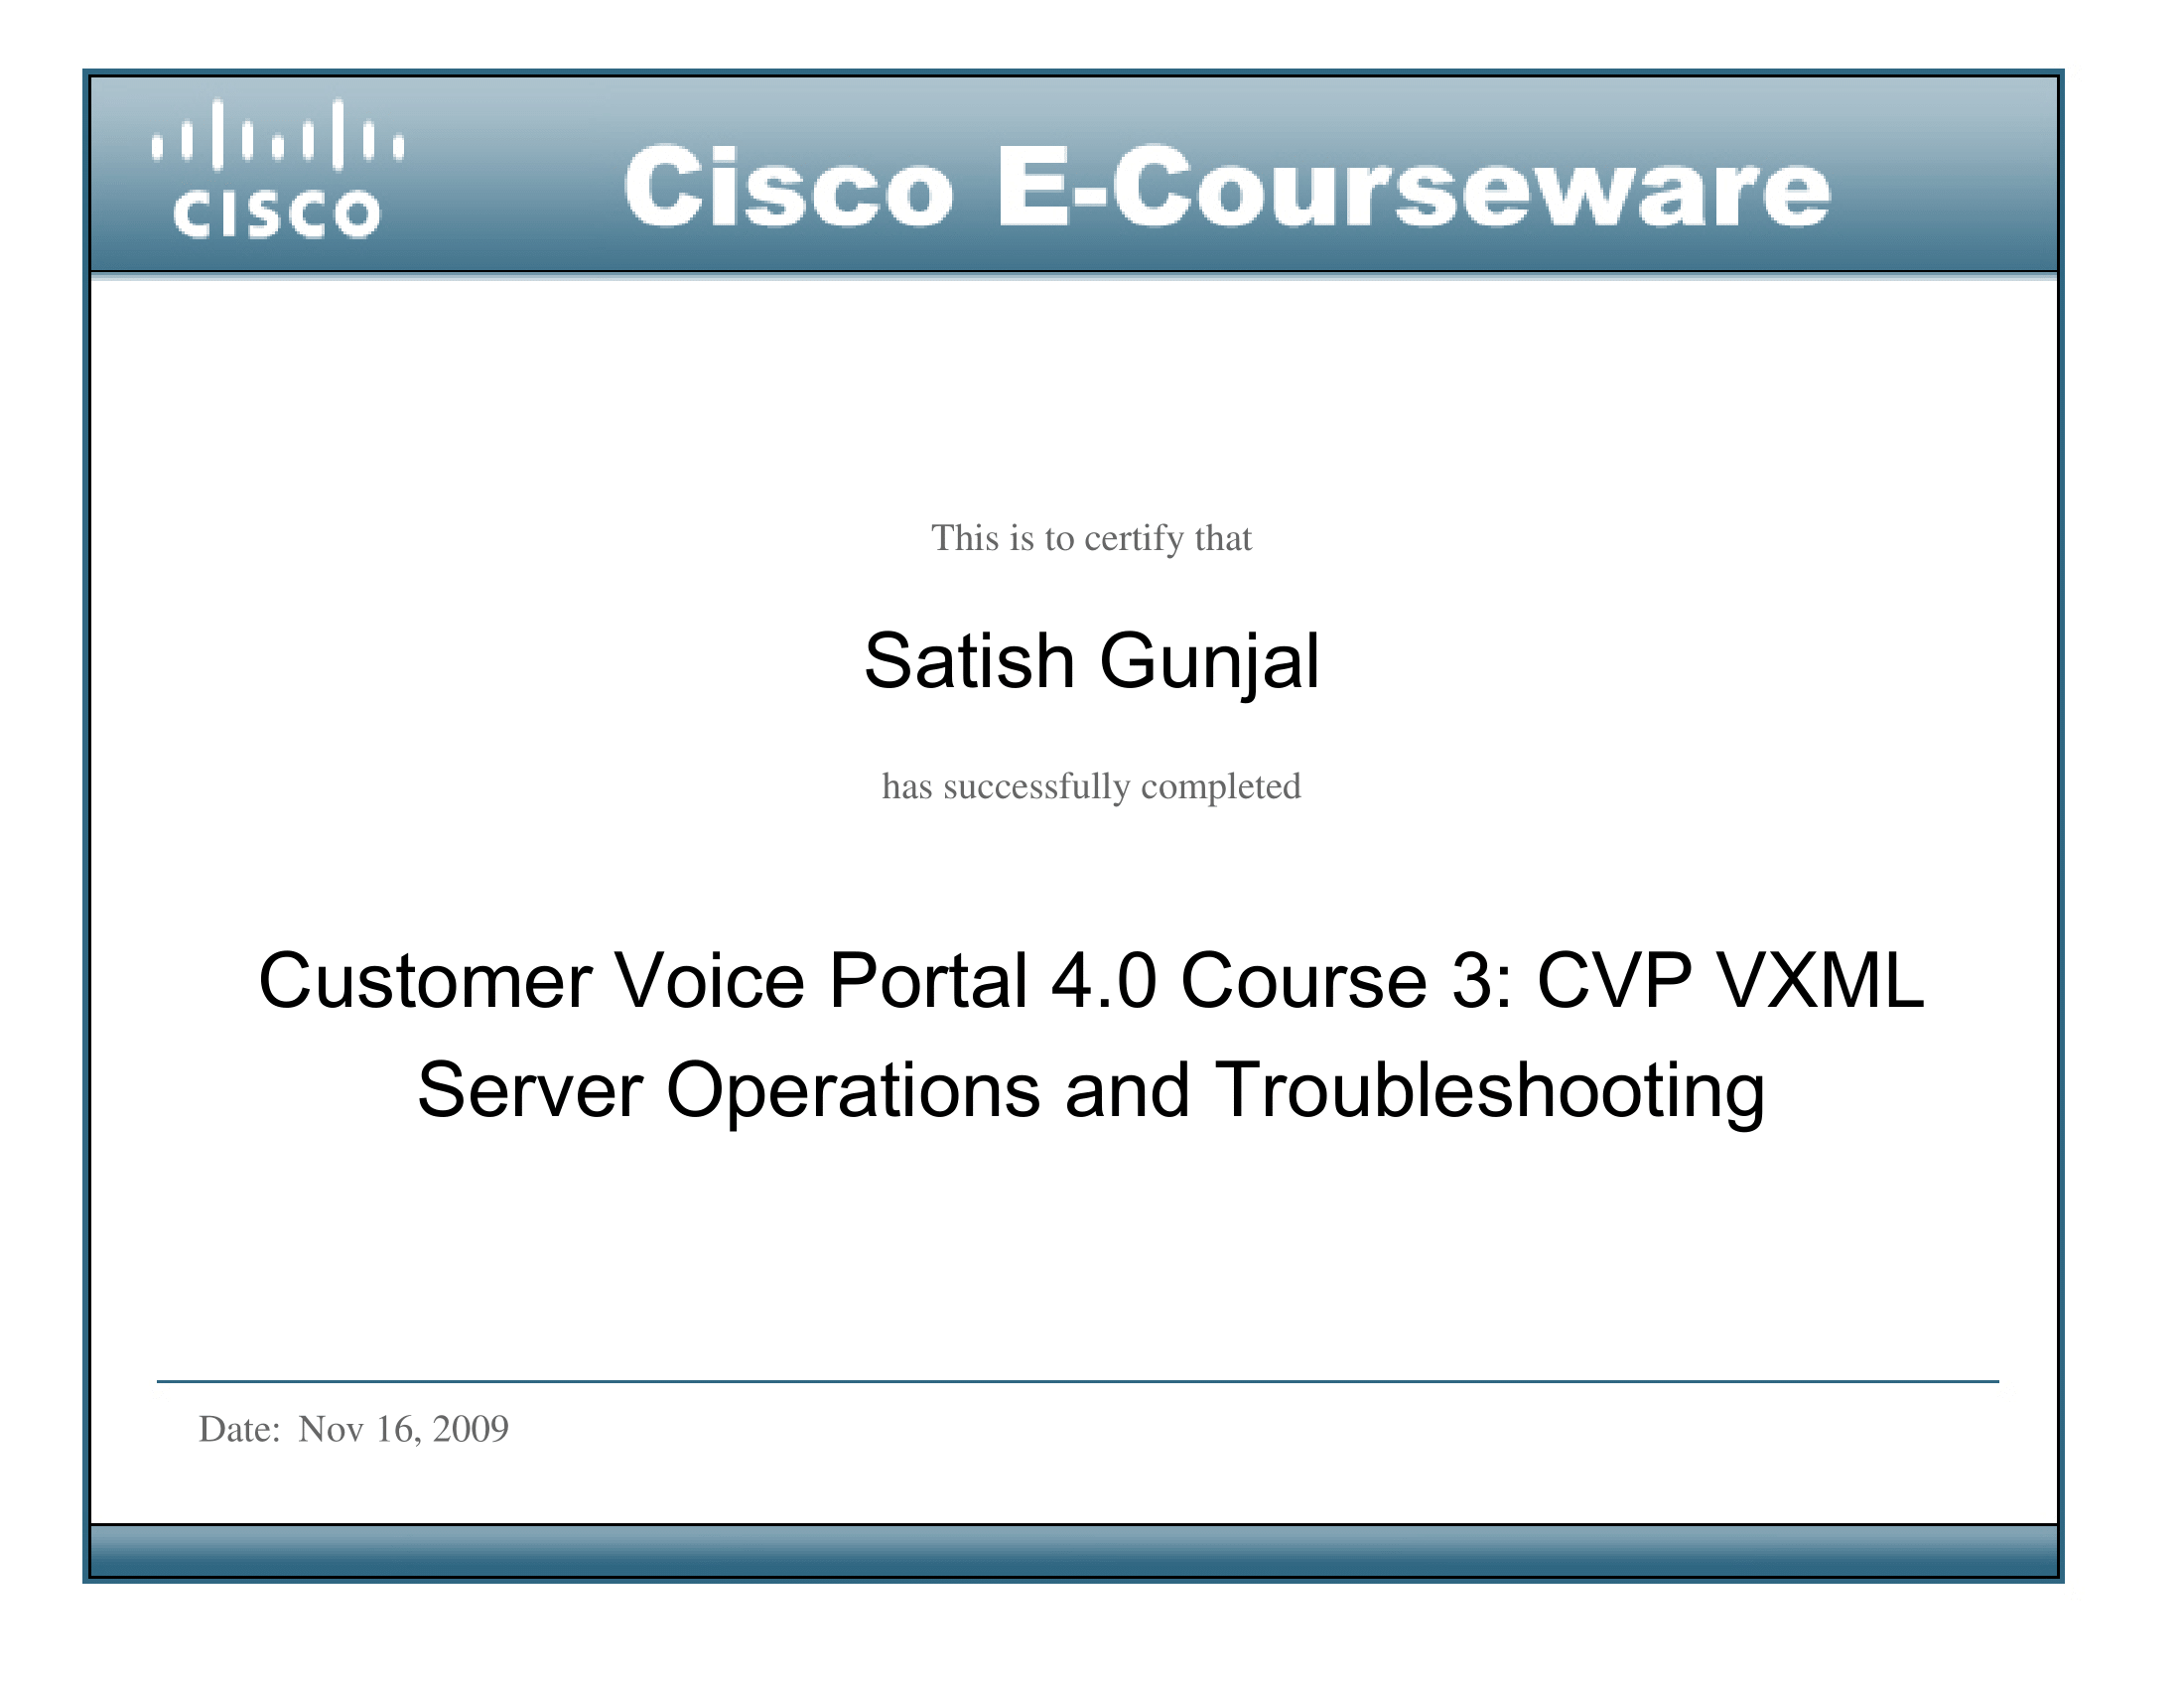 CISCO
Cisco E-Courseware
This is to certify that
Satish Gunjal
has successfully completed
Customer Voice Portal 4.0 Course 3: CVP VXML
Server Operations and Troubleshooting
Date: Nov 16, 2009